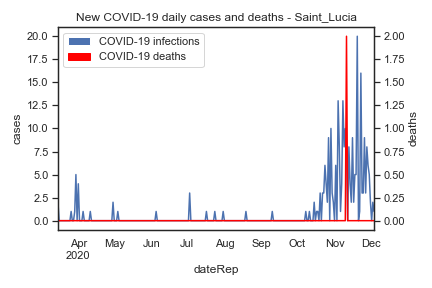 New COVID-19 daily cases and deaths - Saint_Lucia
COVID-19 infections
COVID-19 deaths
cases
20.0
17.5
15.0
12.5
10.0
7.5
5.0
2.5
0.0
deaths
2.00
1.75
1.50
1.25
1.00
0.75
0.50
0.25
0.00
Apr May Jun Jul Aug Sep Oct Nov Dec
2020
dateRep